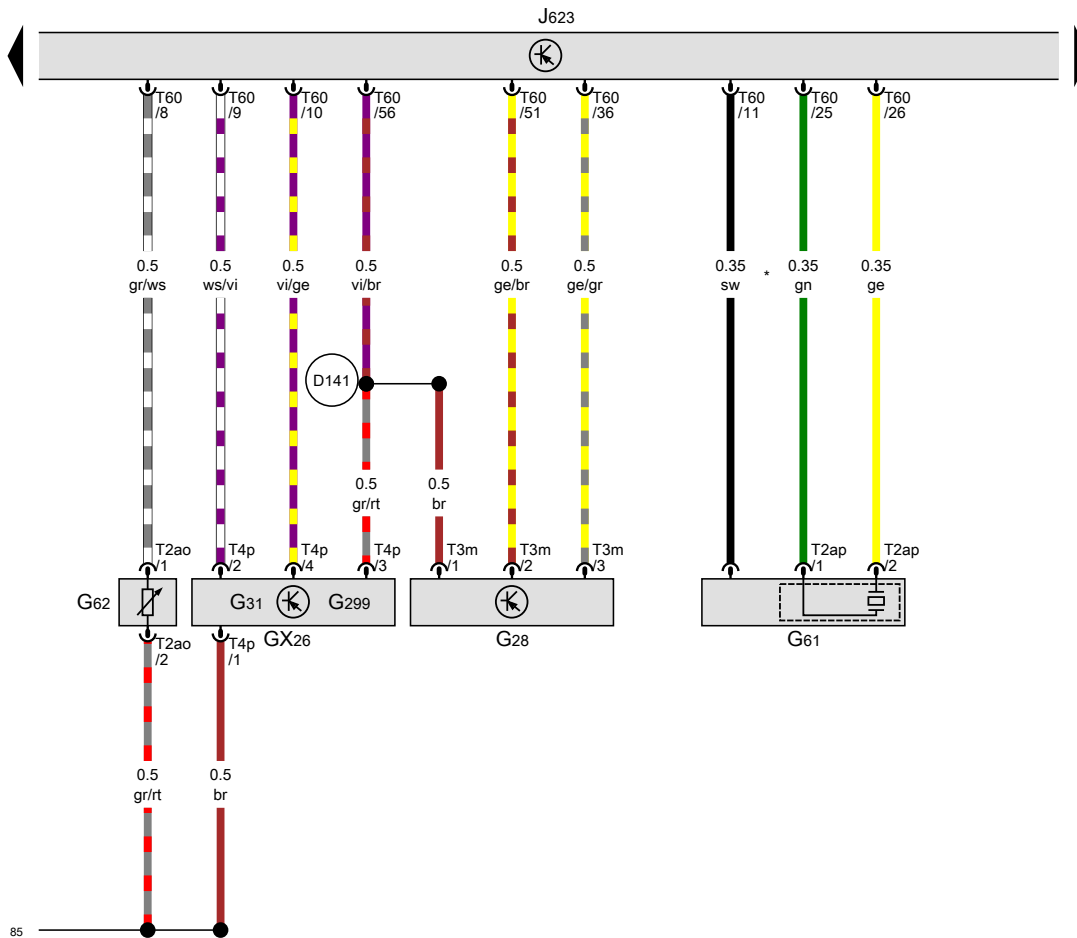 J623
T60 T60 T60 T60 T60 T60 T60 T60 T60
/8 /9 /10 /56 /51 /36 /11 /25 /26
0.5 0.5 0.5 0.5 0.5 0.5 0.35 0.35 0.35
gr/ws ws/vi vi/ge vi/br ge/br ge/gr sw * gn ge
D141
0.5 0.5
gr/rt br
T2ao T4p T4p T4p T3m T3m T3m T2ap T2ap
/1 /2 /4 /3 /1 /2 /3 /1 /2
G62 G31 G299
GX26 G28 G61
T2ao T4p
/2 /1
0.5 0.5
gr/rt br
85